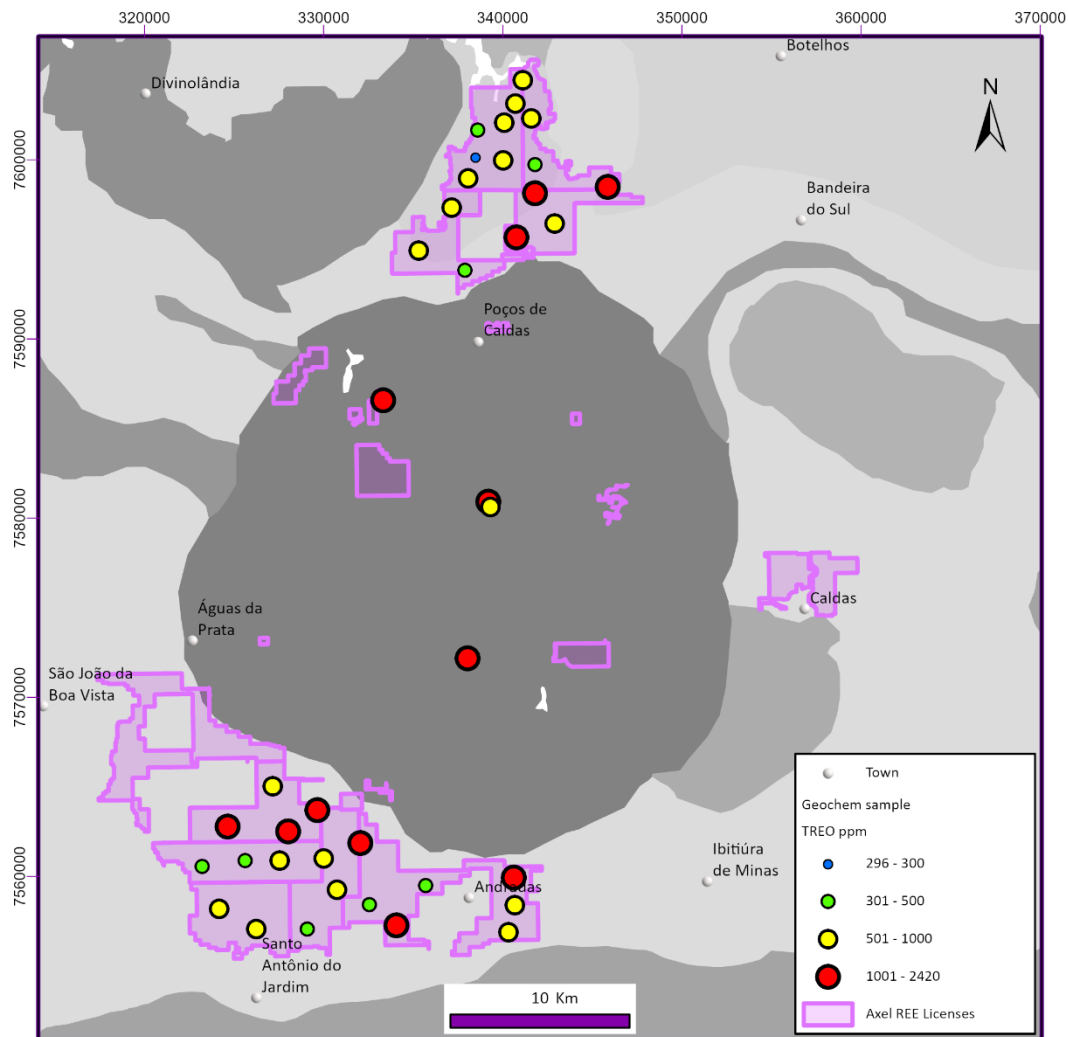 320000
330000
340000
350000
360000
370000
Botelhos
Divinolândia
N
7600000
Bandeira
do Sul
Poços de
Caldas
7590000
7580000
Caldas
Águas da
Prata
São João da
Boa Vista
7570000
Town
Geochem sample
TREO ppm
Ibitiúra
de Minas
296 - 300
7560000
Andradas
301 - 500
501 - 1000
Santo
Antônio do
Jardim
1001 - 2420
10 Km
Axel REE Licenses